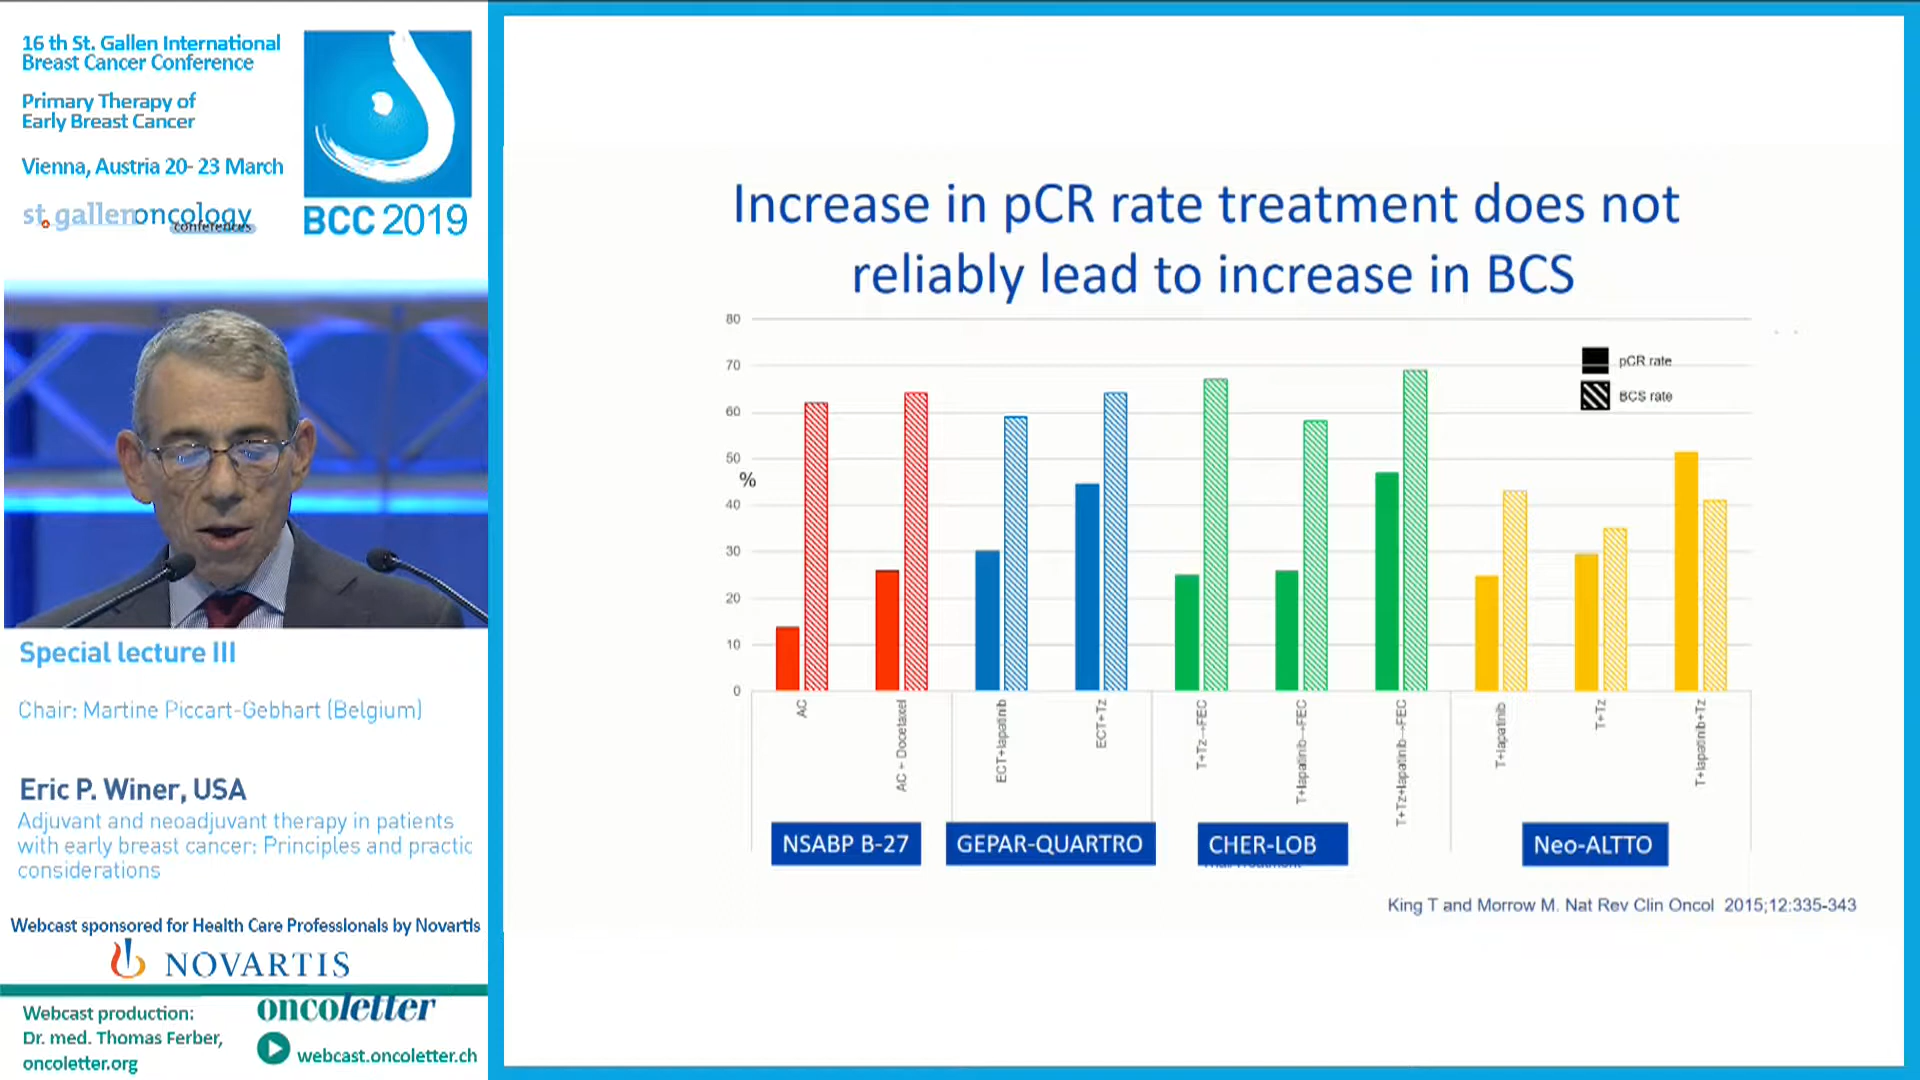 16 th St. Gallen International
Breast Cancer Conference
Primary Therapy of
Early Breast Cancer
Vienna, Austria 20- 23 March
st.gallenoncology
conferences
BCC 2019
Special lecture III
Chair: Martine Piccart-Gebhart (Belgium)
Eric P. Winer, USA
Adjuvant and neoadjuvant therapy in patients
with early breast cancer: Principles and practic
considerations
Webcast sponsored for Health Care Professionals by Novartis
NOVARTIS
Webcast production:
Dr. med. Thomas Ferber,
oncoletter.org
oncoletter
webcast.oncoletter.ch
Increase in pCR rate treatment does not
reliably lead to increase in BCS
80
70
60
50
%
40
30
20
10
0
pCR rate
BCS rate
AC
AC + Docetaxel
ECT+lapatinib
ECT+Tz
T+Tz→FEC
T+lapatinib→FEC
T+Tz+lapatinib→FEC
T+lapatinib
T+Tz
T+lapatinib+Tz
NSABP B-27
GEPAR-QUARTRO
CHER-LOB
Neo-ALTTO
King T and Morrow M. Nat Rev Clin Oncol 2015;12:335-343